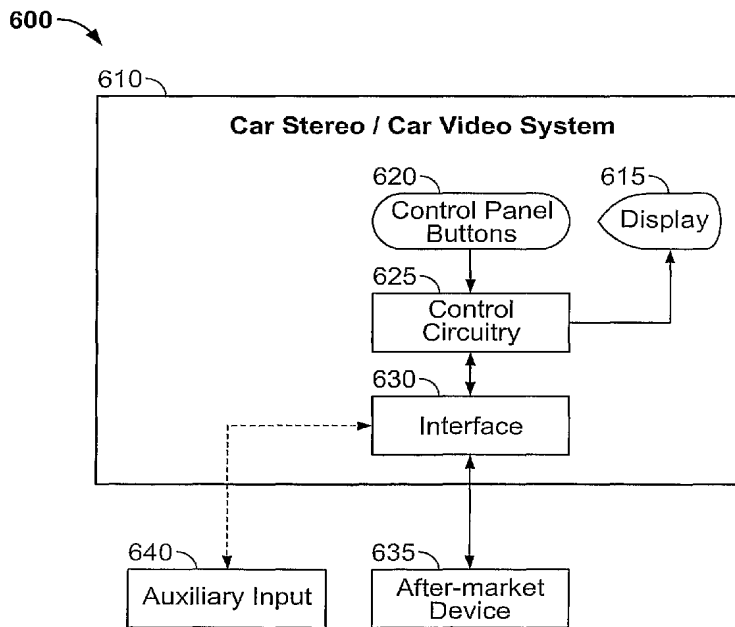 600
610
Car Stereo / Car Video System
620
615
Control Panel
Buttons
Display
625
Control
Circuitry
630
Interface
640
635
Auxiliary Input
After-market
Device